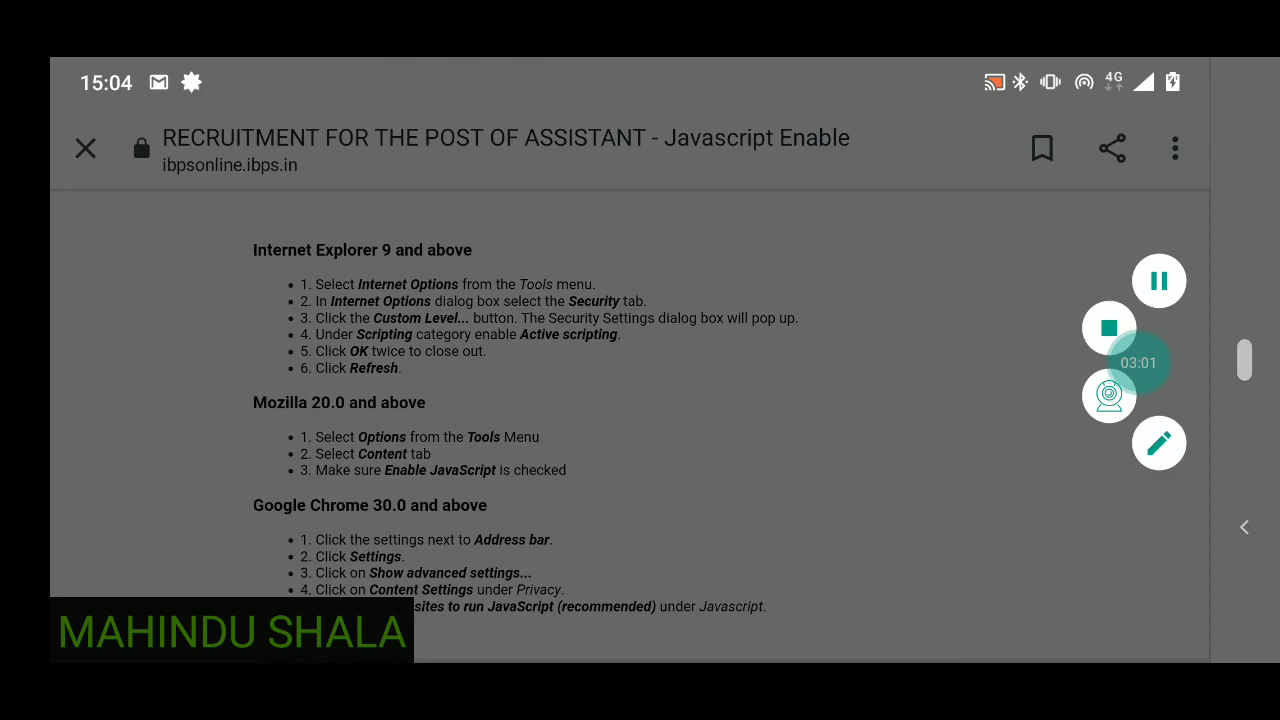 15:04
4G
RECRUITMENT FOR THE POST OF ASSISTANT - Javascript Enable
ibpsonline.ibps.in
Internet Explorer 9 and above
• 1. Select Internet Options from the Tools menu.
• 2. In Internet Options dialog box select the Security tab.
• 3. Click the Custom Level... button. The Security Settings dialog box will pop up.
• 4. Under Scripting category enable Active scripting.
• 5. Click OK twice to close out.
• 6. Click Refresh.
03:01
Mozilla 20.0 and above
• 1. Select Options from the Tools Menu
• 2. Select Content tab
• 3. Make sure Enable JavaScript is checked
Google Chrome 30.0 and above
• 1. Click the settings next to Address bar.
• 2. Click Settings.
• 3. Click on Show advanced settings...
• 4. Click on Content Settings under Privacy.
sites to run JavaScript (recommended) under Javascript.
MAHINDU SHALA